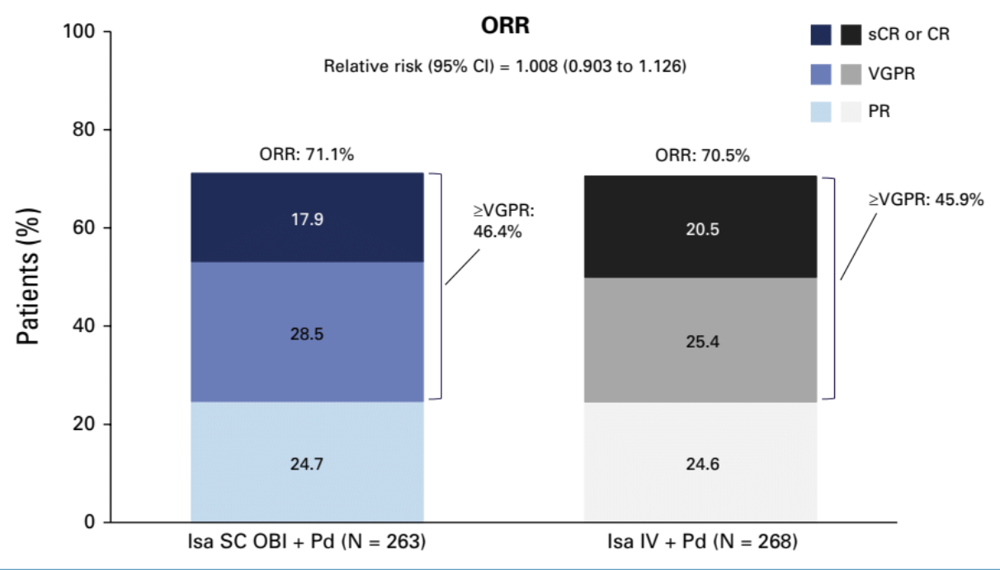 ORR
Relative risk (95% CI) = 1.008 (0.903 to 1.126)
sCR or CR
VGPR
PR
Patients (%)
100
80
60
40
20
0
ORR: 71.1%
17.9
28.5
24.7
≥VGPR:
46.4%
ORR: 70.5%
20.5
25.4
24.6
≥VGPR: 45.9%
Isa SC OBI + Pd (N = 263)
Isa IV + Pd (N = 268)